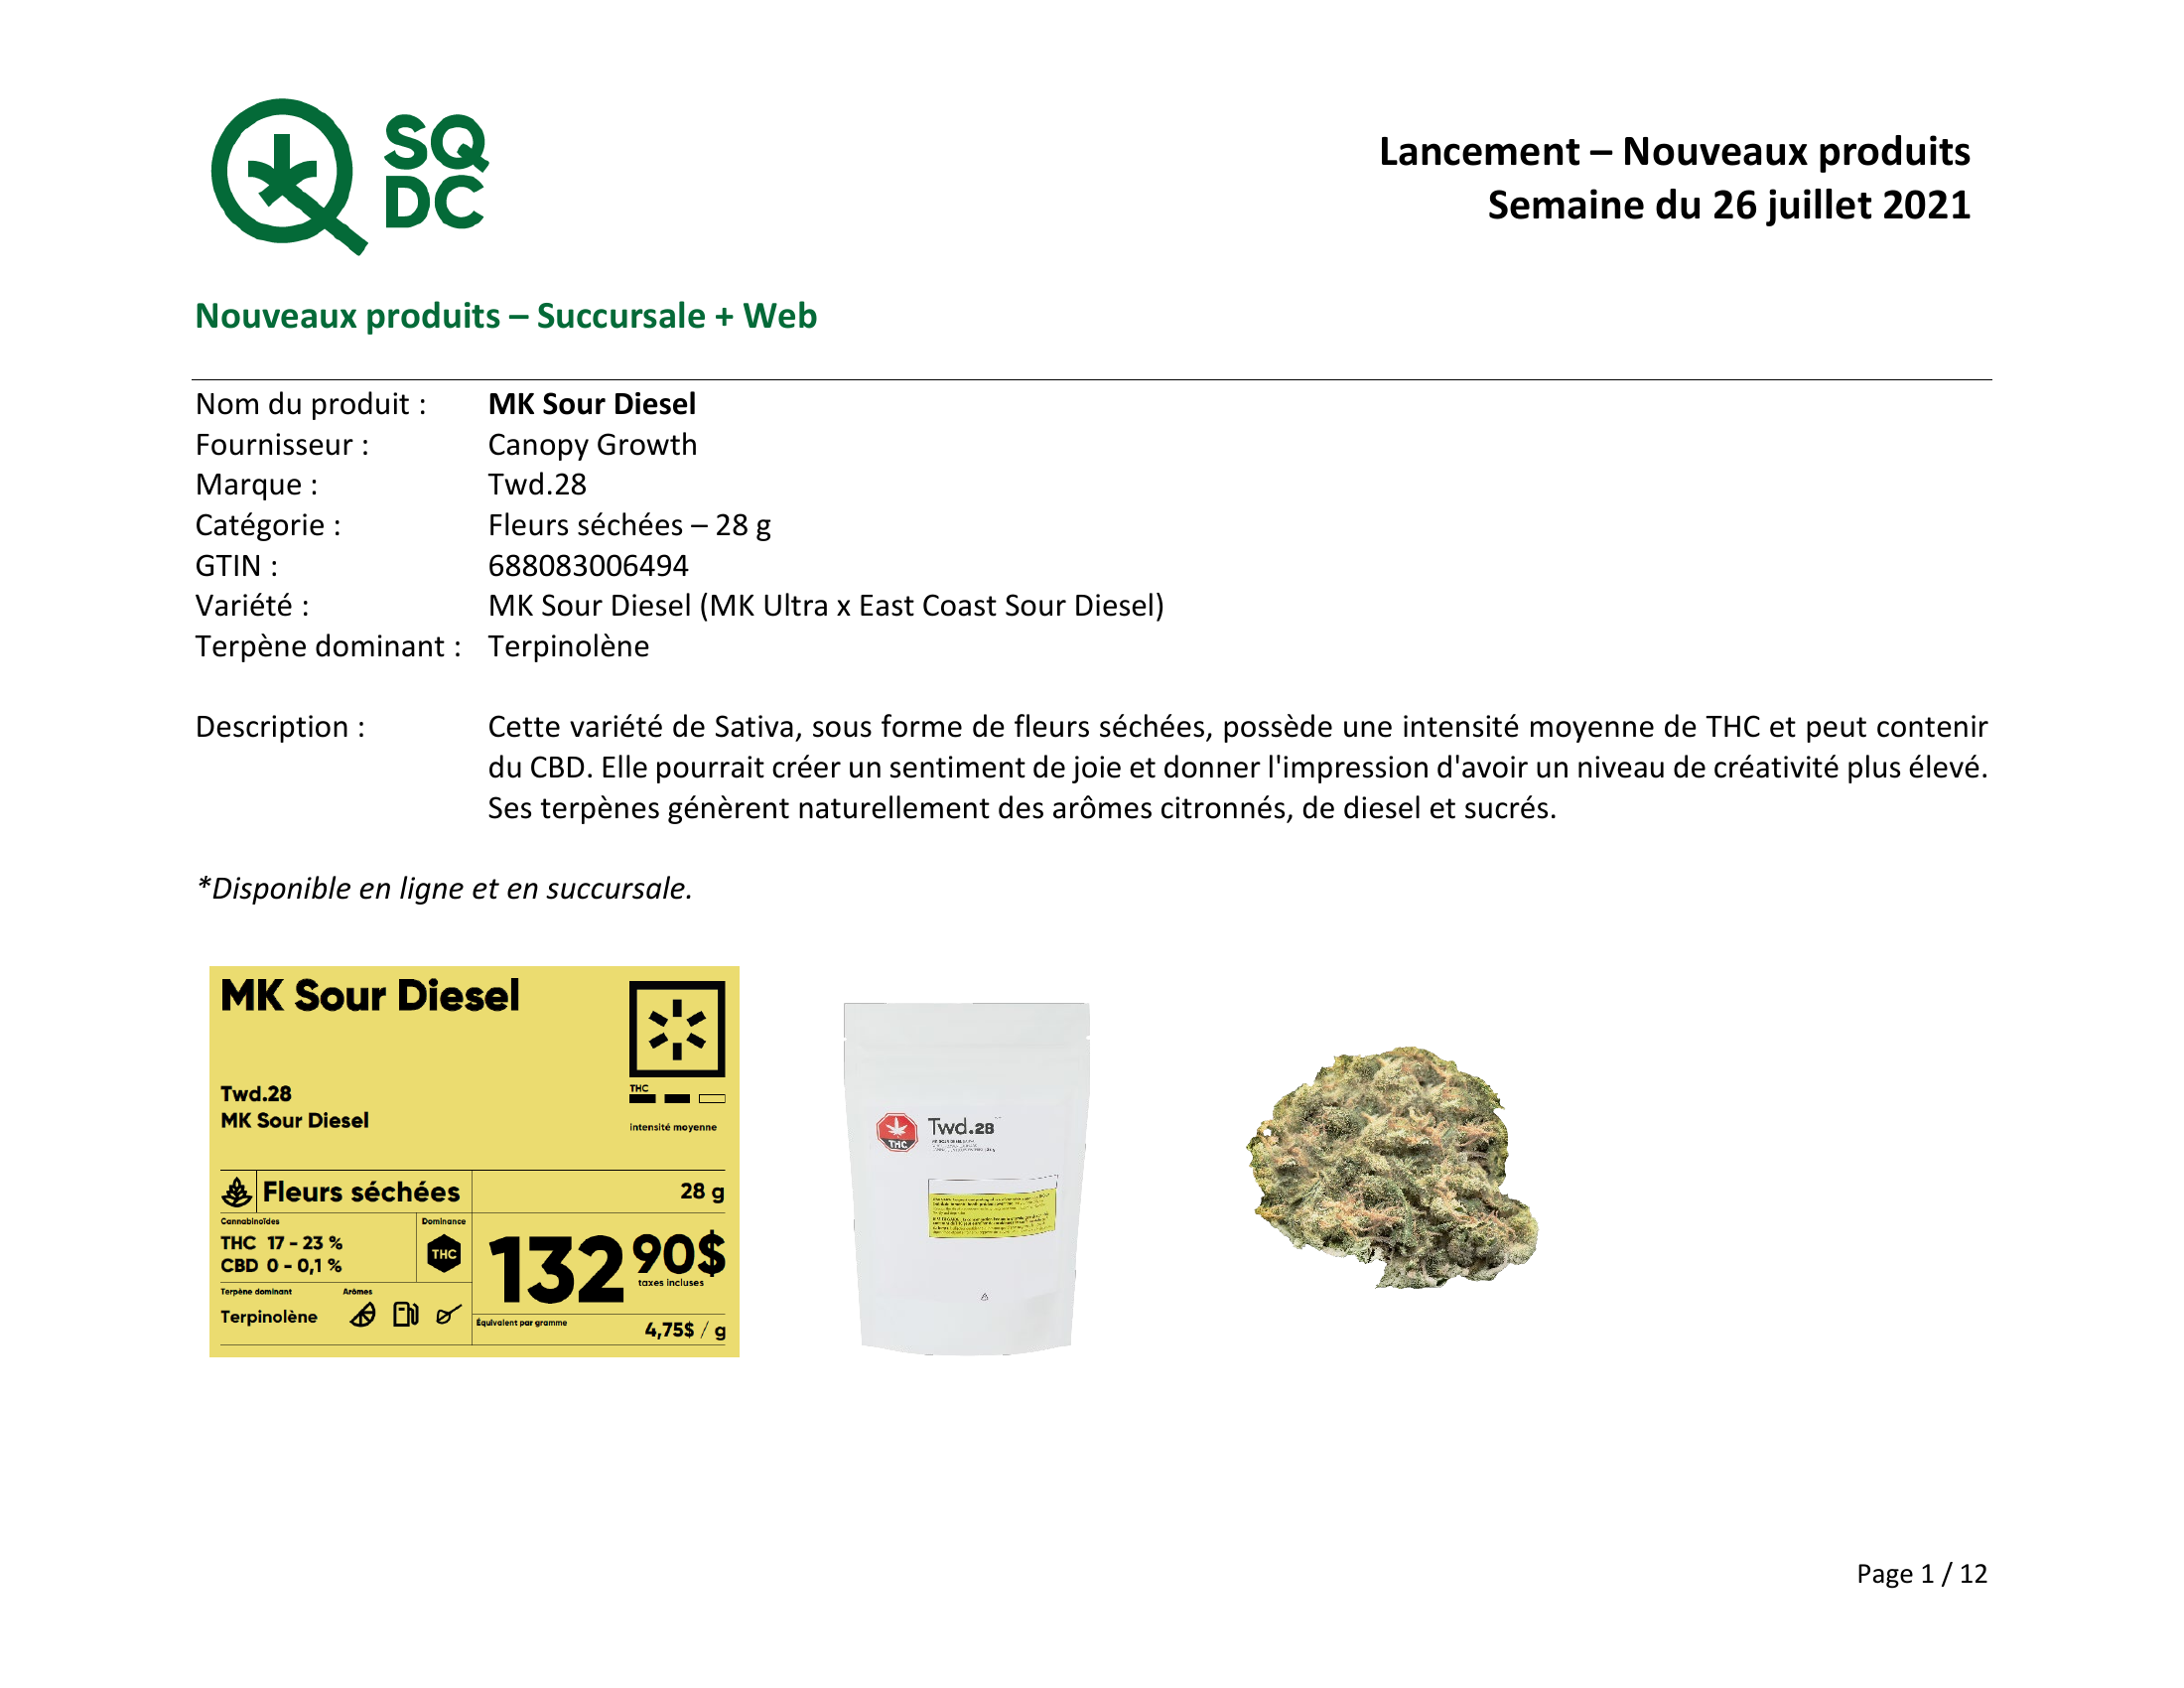 SQ
DC
Lancement – Nouveaux produits
Semaine du 26 juillet 2021
Nouveaux produits – Succursale + Web
Nom du produit : MK Sour Diesel
Fournisseur : Canopy Growth
Marque : Twd.28
Catégorie : Fleurs séchées – 28 g
GTIN : 688083006494
Variété : MK Sour Diesel (MK Ultra x East Coast Sour Diesel)
Terpène dominant : Terpinolène
Description : Cette variété de Sativa, sous forme de fleurs séchées, possède une intensité moyenne de THC et peut contenir
du CBD. Elle pourrait créer un sentiment de joie et donner l'impression d'avoir un niveau de créativité plus élevé.
Ses terpènes génèrent naturellement des arômes citronnés, de diesel et sucrés.
*Disponible en ligne et en succursale.
MK Sour Diesel
Twd.28
MK Sour Diesel
THC
intensité moyenne
Fleurs séchées
28 g
Cannabinoïdes
THC 17 - 23 %
CBD 0 - 0,1 %
Dominance
THC
132 90$
taxes incluses
Terpène dominant
Arômes
Terpinolène
Équivalent par gramme
4,75$ / g
THC
Twd.28
Page 1 / 12